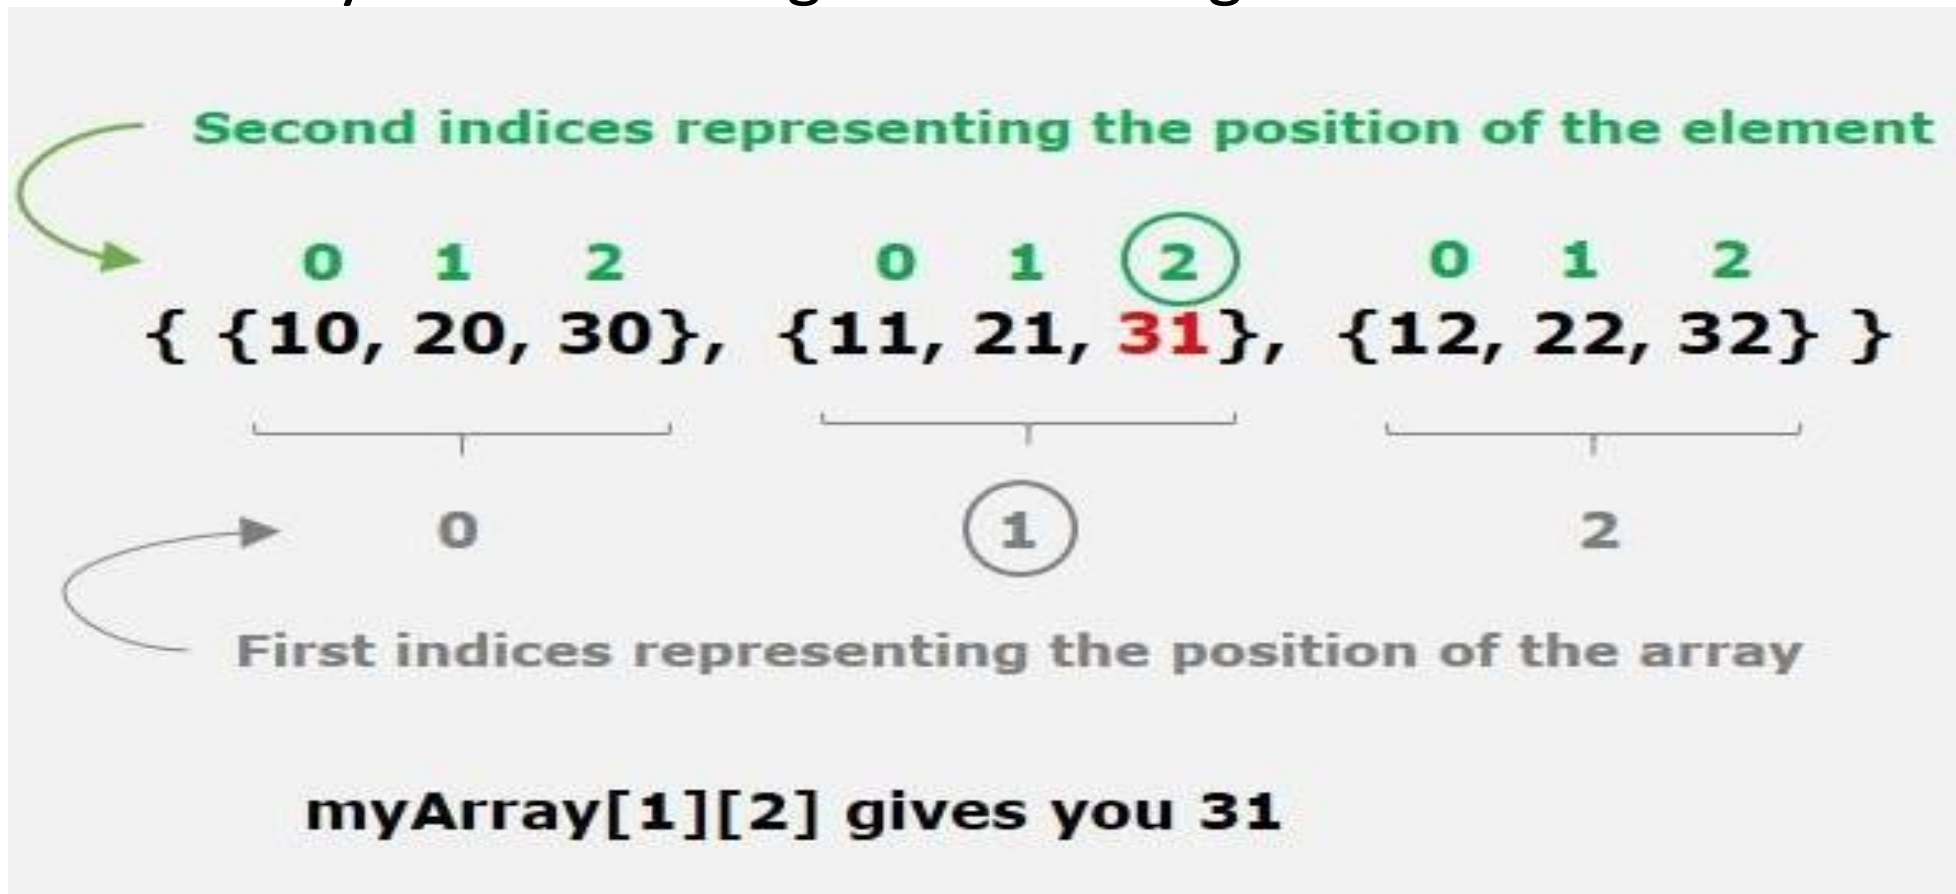 Second indices representing the position of the element
0 1 2 0 1 2 0 1 2
{ {10, 20, 30}, {11, 21, 31}, {12, 22, 32} }
0 1 2
First indices representing the position of the array
myArray[1][2] gives you 31